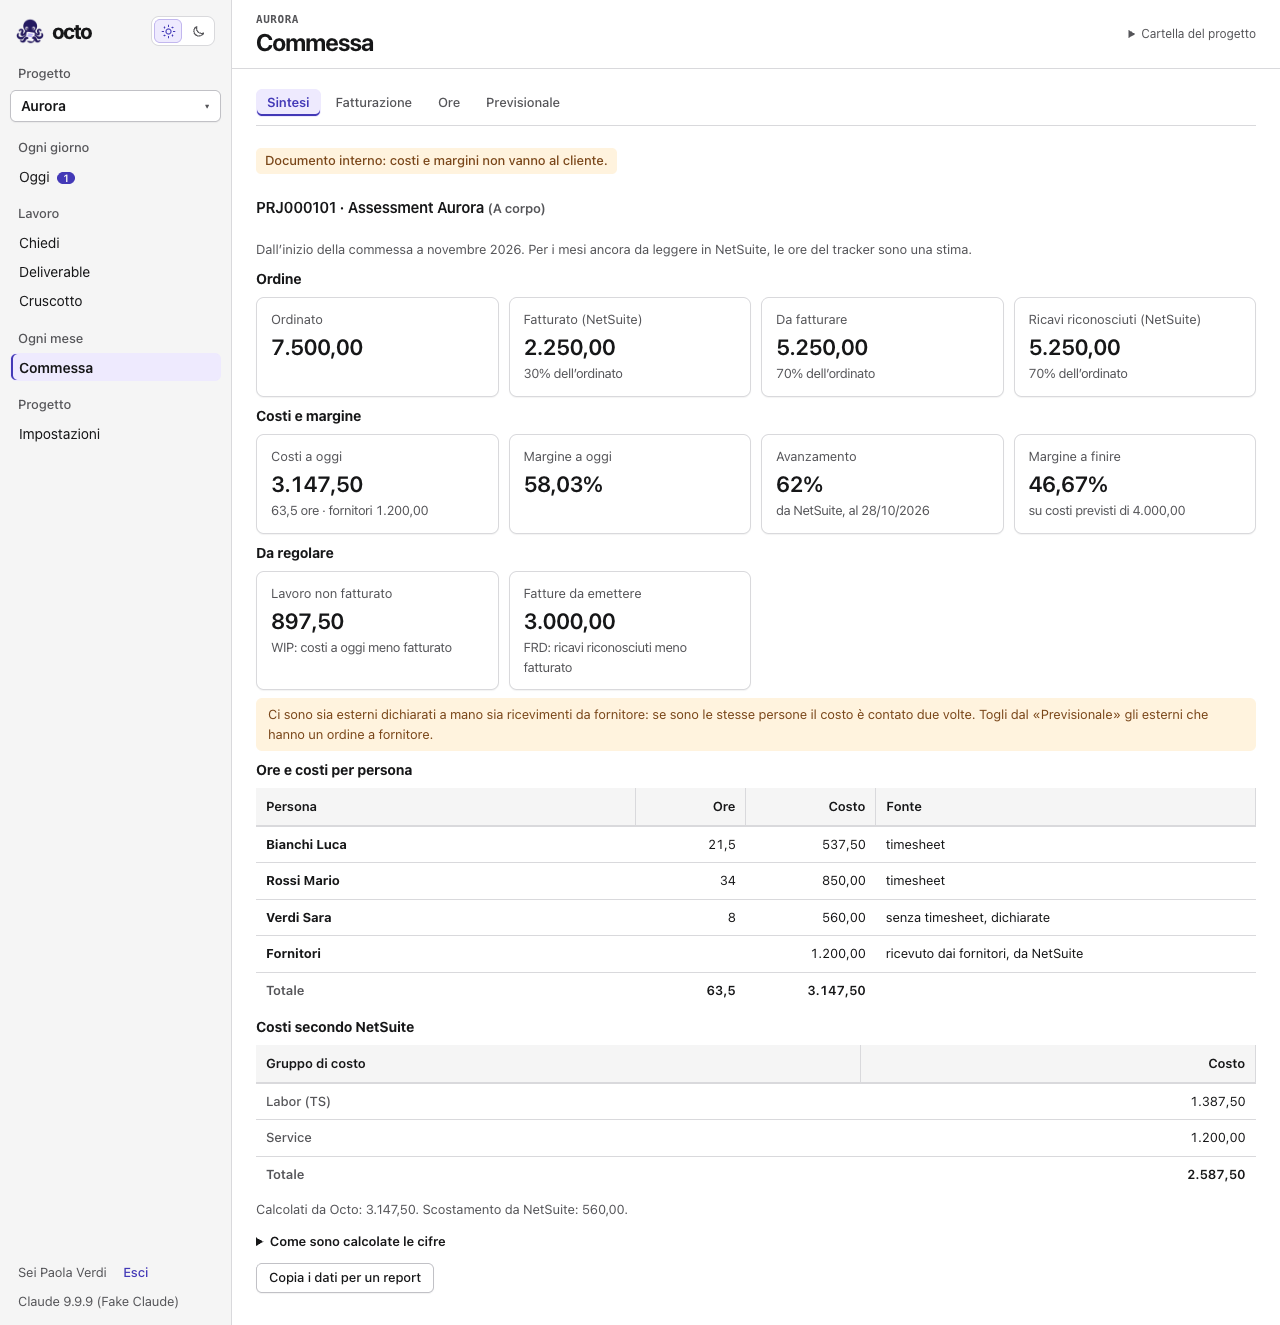 octo
Progetto
Aurora
Ogni giorno
Oggi 1
Lavoro
Chiedi
Deliverable
Cruscotto
Ogni mese
Commessa
Progetto
Impostazioni
Sei Paola Verdi Esci
Claude 9.9.9 (Fake Claude)
AURORA
Commessa
Cartella del progetto
Sintesi Fatturazione Ore Previsionale
Documento interno: costi e margini non vanno al cliente.
PRJ000101 · Assessment Aurora (A corpo)
Dall’inizio della commessa a novembre 2026. Per i mesi ancora da leggere in NetSuite, le ore del tracker sono una stima.
Ordine
Ordinato
7.500,00
Fatturato (NetSuite)
2.250,00
30% dell’ordinato
Da fatturare
5.250,00
70% dell’ordinato
Ricavi riconosciuti (NetSuite)
5.250,00
70% dell’ordinato
Costi e margine
Costi a oggi
3.147,50
63,5 ore · fornitori 1.200,00
Margine a oggi
58,03%
Avanzamento
62%
da NetSuite, al 28/10/2026
Margine a finire
46,67%
su costi previsti di 4.000,00
Da regolare
Lavoro non fatturato
897,50
WIP: costi a oggi meno fatturato
Fatture da emettere
3.000,00
FRD: ricavi riconosciuti meno
fatturato
Ci sono sia esterni dichiarati a mano sia ricevimenti da fornitore: se sono le stesse persone il costo è contato due volte. Togli dal «Previsionale» gli esterni che
hanno un ordine a fornitore.
Ore e costi per persona
Persona Ore Costo Fonte
Bianchi Luca 21,5 537,50 timesheet
Rossi Mario 34 850,00 timesheet
Verdi Sara 8 560,00 senza timesheet, dichiarate
Fornitori 1.200,00 ricevuto dai fornitori, da NetSuite
Totale 63,5 3.147,50
Costi secondo NetSuite
Gruppo di costo Costo
Labor (TS) 1.387,50
Service 1.200,00
Totale 2.587,50
Calcolati da Octo: 3.147,50. Scostamento da NetSuite: 560,00.
Come sono calcolate le cifre
Copia i dati per un report